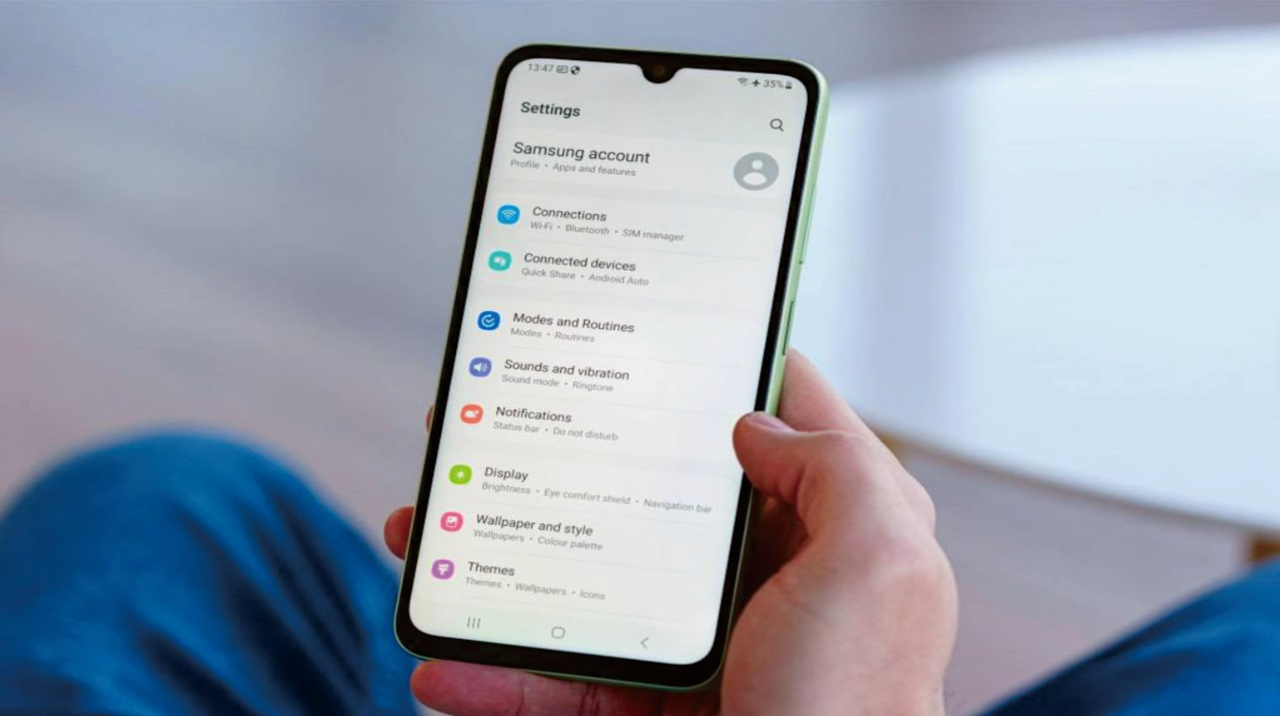 13:47
35%
Settings
Samsung account
Profile • Apps and features
Connections
Wi-Fi • Bluetooth • SIM manager
Connected devices
Quick Share • Android Auto
Modes and Routines
Modes • Routines
Sounds and vibration
Sound mode • Ringtone
Notifications
Status bar • Do not disturb
Display
Brightness • Eye comfort shield • Navigation bar
Wallpaper and style
Wallpapers • Colour palette
Themes
Themes • Wallpapers • Icons